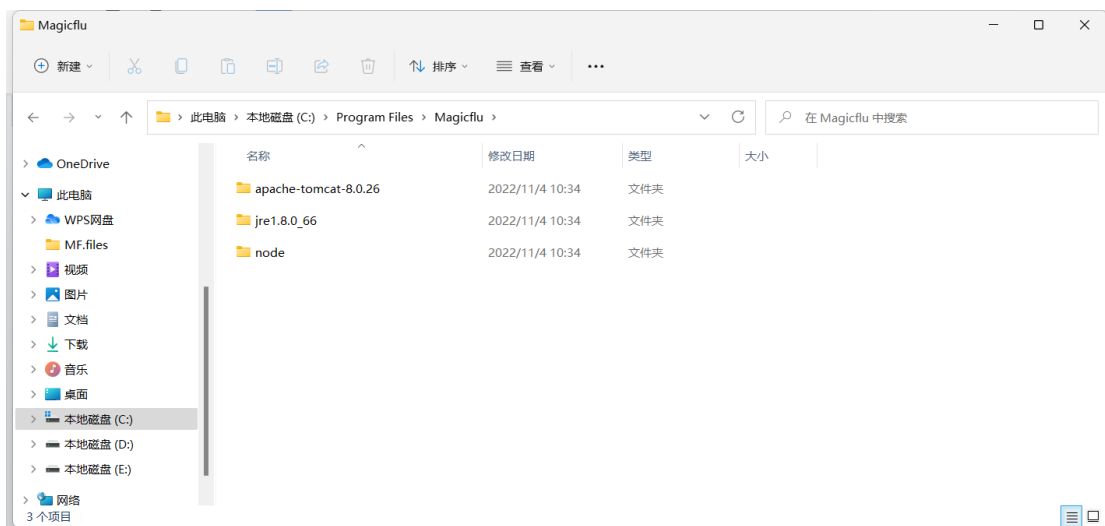 Magicflu
新建 排序 查看
此电脑 本地磁盘 (C:) Program Files Magicflu 在 Magicflu 中搜索
名称 修改日期 类型 大小
OneDrive
此电脑
WPS网盘
MF.files
视频
图片
文档
下载
音乐
桌面
本地磁盘 (C:)
本地磁盘 (D:)
本地磁盘 (E:)
网络
apache-tomcat-8.0.26 2022/11/4 10:34 文件夹
jre1.8.0_66 2022/11/4 10:34 文件夹
node 2022/11/4 10:34 文件夹
3 个项目